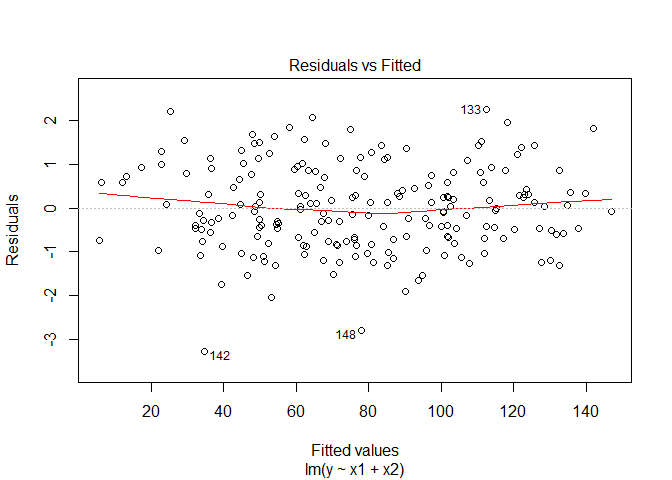 Residuals vs Fitted
Residuals
2
1
0
-1
-2
-3
133
148
142
20 40 60 80 100 120 140
Fitted values
lm(y ~ x1 + x2)